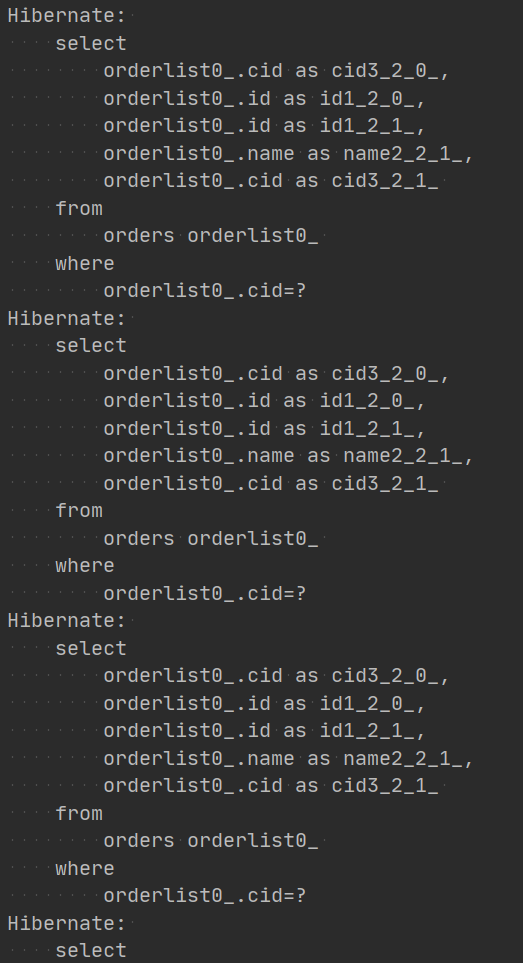 Hibernate:
    select
        orderlist0_.cid as cid3_2_0_,
        orderlist0_.id as id1_2_0_,
        orderlist0_.id as id1_2_1_,
        orderlist0_.name as name2_2_1_,
        orderlist0_.cid as cid3_2_1_
    from
        orders orderlist0_
    where
        orderlist0_.cid=?
Hibernate:
    select
        orderlist0_.cid as cid3_2_0_,
        orderlist0_.id as id1_2_0_,
        orderlist0_.id as id1_2_1_,
        orderlist0_.name as name2_2_1_,
        orderlist0_.cid as cid3_2_1_
    from
        orders orderlist0_
    where
        orderlist0_.cid=?
Hibernate:
    select
        orderlist0_.cid as cid3_2_0_,
        orderlist0_.id as id1_2_0_,
        orderlist0_.id as id1_2_1_,
        orderlist0_.name as name2_2_1_,
        orderlist0_.cid as cid3_2_1_
    from
        orders orderlist0_
    where
        orderlist0_.cid=?
Hibernate:
    select